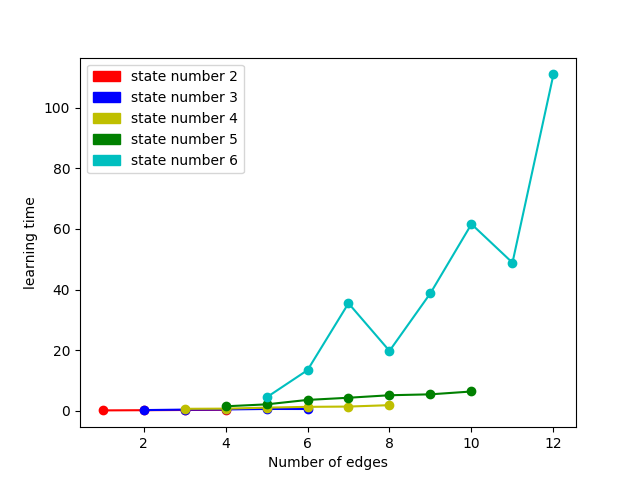 state number 2
state number 3
state number 4
state number 5
state number 6
learning time
100
80
60
40
20
0
2 4 6 8 10 12
Number of edges